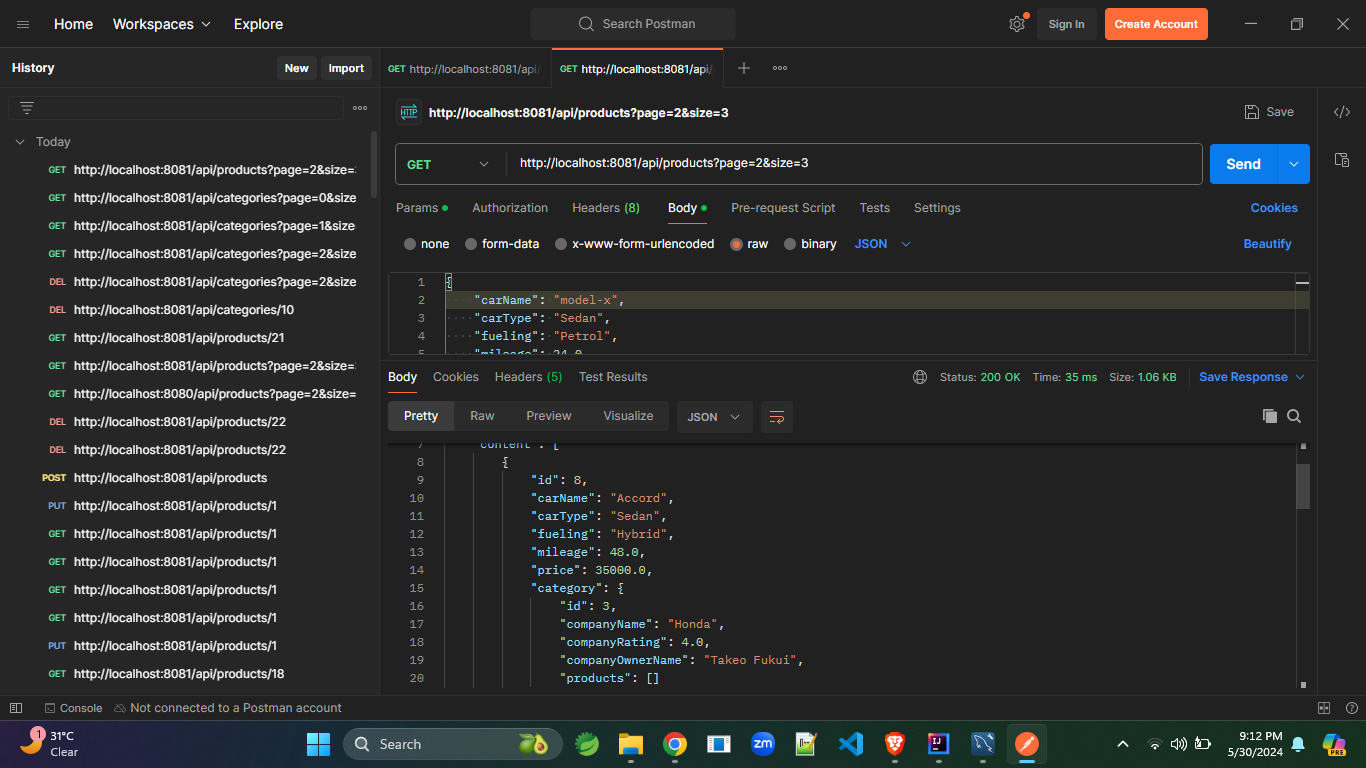 Home Workspaces Explore Search Postman Sign In Create Account
History New Import
GET http://localhost:8081/api/ GET http://localhost:8081/api/
HTTP http://localhost:8081/api/products?page=2&size=3 Save
Today
GET http://localhost:8081/api/products?page=2&size=
GET http://localhost:8081/api/categories?page=0&size
GET http://localhost:8081/api/categories?page=1&size
GET http://localhost:8081/api/categories?page=2&size
DEL http://localhost:8081/api/categories?page=2&size
DEL http://localhost:8081/api/categories/10
GET http://localhost:8081/api/products/21
GET http://localhost:8081/api/products?page=2&size=
GET http://localhost:8080/api/products?page=2&size=
DEL http://localhost:8081/api/products/22
DEL http://localhost:8081/api/products/22
POST http://localhost:8081/api/products
PUT http://localhost:8081/api/products/1
GET http://localhost:8081/api/products/1
GET http://localhost:8081/api/products/1
GET http://localhost:8081/api/products/1
GET http://localhost:8081/api/products/1
PUT http://localhost:8081/api/products/1
GET http://localhost:8081/api/products/18
GET http://localhost:8081/api/products?page=2&size=3 Send
Params Authorization Headers (8) Body Pre-request Script Tests Settings Cookies
none form-data x-www-form-urlencoded raw binary JSON Beautify
1 {
2 "carName": "model-x",
3 "carType": "Sedan",
4 "fueling": "Petrol",
5 "mileage": 24.0,
Body Cookies Headers (5) Test Results Status: 200 OK Time: 35 ms Size: 1.06 KB Save Response
Pretty Raw Preview Visualize JSON
7 "content": [
8 {
9 "id": 8,
10 "carName": "Accord",
11 "carType": "Sedan",
12 "fueling": "Hybrid",
13 "mileage": 48.0,
14 "price": 35000.0,
15 "category": {
16 "id": 3,
17 "companyName": "Honda",
18 "companyRating": 4.0,
19 "companyOwnerName": "Takeo Fukui",
20 "products": []
Console Not connected to a Postman account
1 31°C
Clear
Search
zm
PRE
9:12 PM
5/30/2024